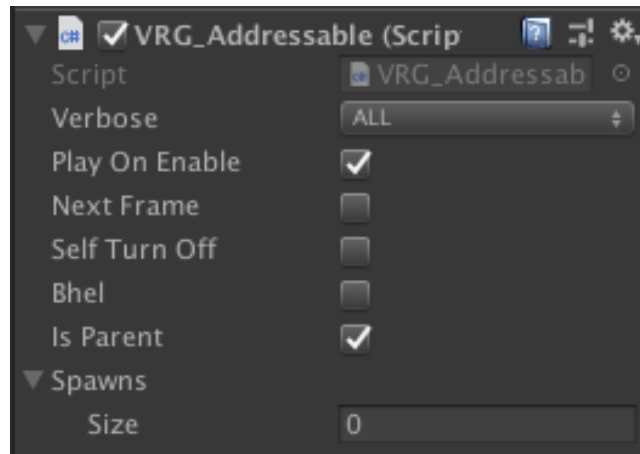 VRG_Addressable (Scrip
Script VRG_Addressab
Verbose ALL
Play On Enable
Next Frame
Self Turn Off
Bhel
Is Parent
Spawns
Size 0